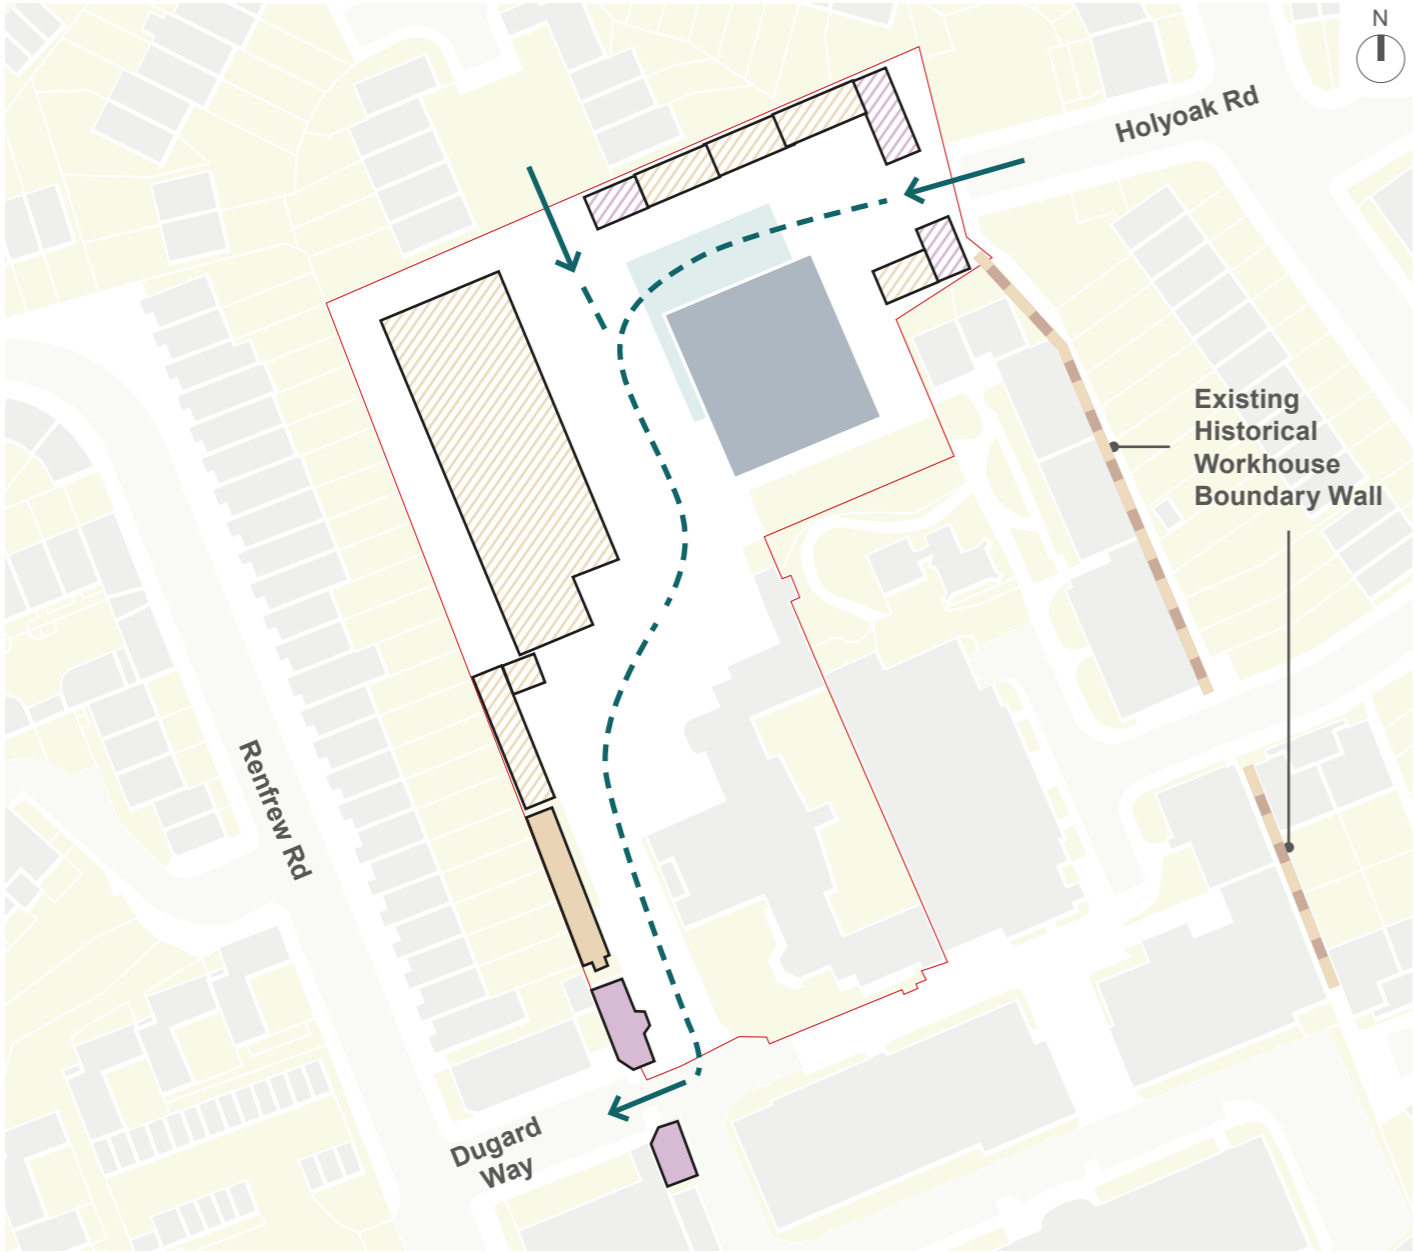 N
Holyoak Rd
Existing
Historical
Workhouse
Boundary Wall
Renfrew Rd
Dugard
Way